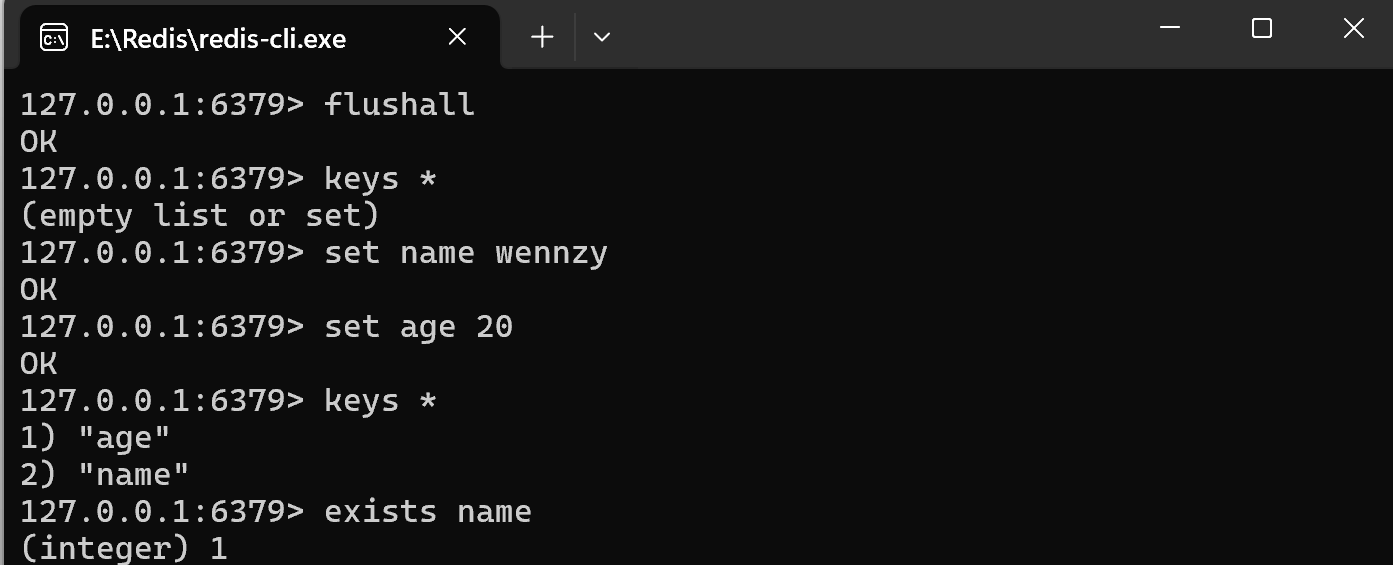 E:\Redis\redis-cli.exe
127.0.0.1:6379> flushall
OK
127.0.0.1:6379> keys *
(empty list or set)
127.0.0.1:6379> set name wennzy
OK
127.0.0.1:6379> set age 20
OK
127.0.0.1:6379> keys *
1) "age"
2) "name"
127.0.0.1:6379> exists name
(integer) 1